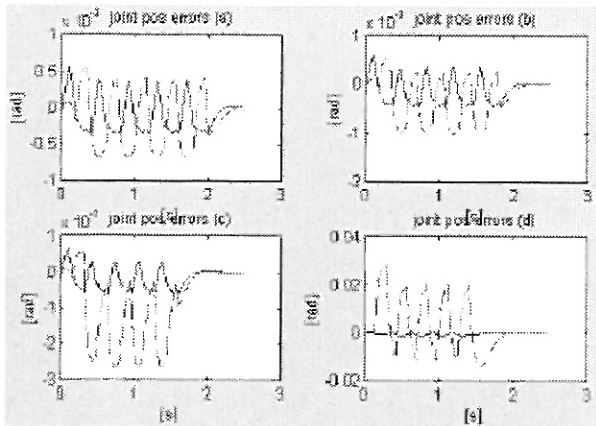 × 10⁻³ joint pos errors (a)
× 10⁻³ joint pos errors (b)
1
0.5
0
-0.5
-1
[rad]
0 1 2 3
[s]
1
0
-1
-2
[rad]
0 1 2 3
[s]
× 10⁻³ joint pos errors (c)
joint pos errors (d)
1
0
-1
-2
-3
[rad]
0 1 2 3
[s]
0.04
0.02
0
-0.02
[rad]
0 1 2 3
[s]